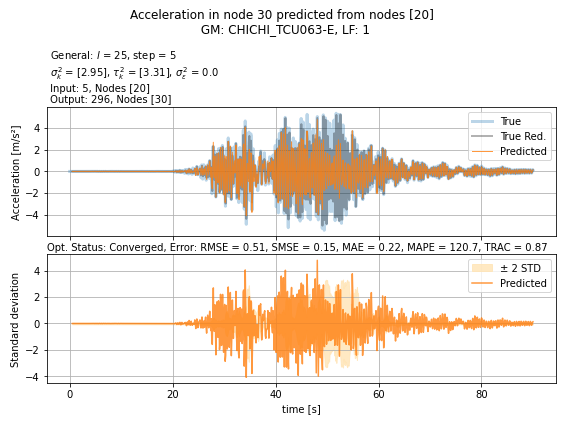 Acceleration in node 30 predicted from nodes [20]
GM: CHICHI_TCU063-E, LF: 1
General: l = 25, step = 5
σ²ₖ = [2.95], τ²ₖ = [3.31], σ²ε = 0.0
Input: 5, Nodes [20]
Output: 296, Nodes [30]
Acceleration [m/s²]
4
2
0
−2
−4
True
True Red.
Predicted
Opt. Status: Converged, Error: RMSE = 0.51, SMSE = 0.15, MAE = 0.22, MAPE = 120.7, TRAC = 0.87
Standard deviation
4
2
0
−2
−4
± 2 STD
Predicted
0 20 40 60 80
time [s]